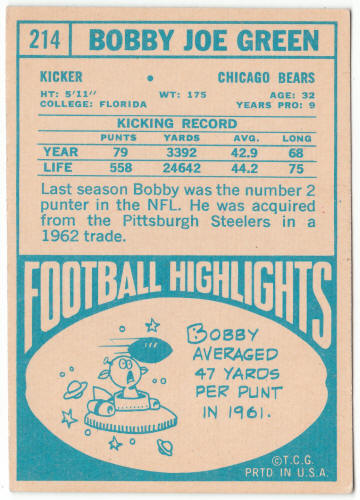 214 BOBBY JOE GREEN
KICKER • CHICAGO BEARS
HT: 5'11" WT: 175 AGE: 32
COLLEGE: FLORIDA YEARS PRO: 9
KICKING RECORD
PUNTS YARDS AVG. LONG
YEAR 79 3392 42.9 68
LIFE 558 24642 44.2 75
Last season Bobby was the number 2
punter in the NFL. He was acquired
from the Pittsburgh Steelers in a
1962 trade.
FOOTBALL HIGHLIGHTS
BOBBY
AVERAGED
47 YARDS
PER PUNT
IN 1961.
©T.C.G.
PRTD IN U.S.A.